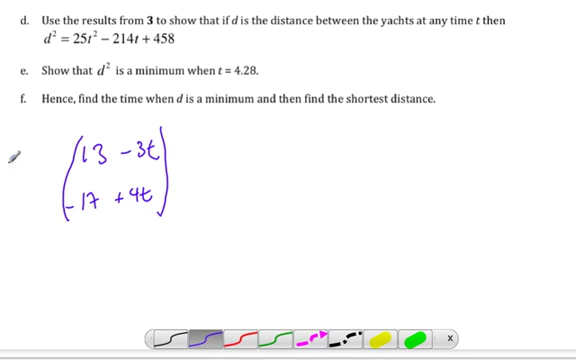 d. Use the results from 3 to show that if d is the distance between the yachts at any time t then
d² = 25t² − 214t + 458
e. Show that d² is a minimum when t = 4.28.
f. Hence, find the time when d is a minimum and then find the shortest distance.
13 - 3t
-17 + 4t
x